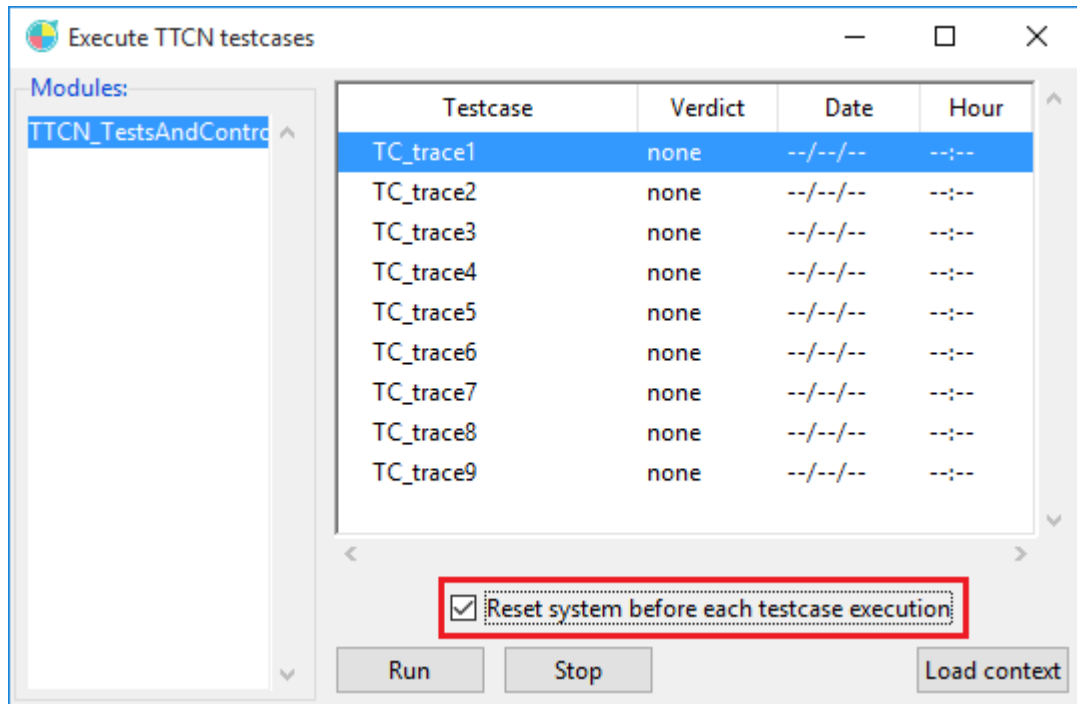 Execute TTCN testcases
Modules:
TTCN_TestsAndContro
Testcase Verdict Date Hour
TC_trace1 none --/--/-- --:--
TC_trace2 none --/--/-- --:--
TC_trace3 none --/--/-- --:--
TC_trace4 none --/--/-- --:--
TC_trace5 none --/--/-- --:--
TC_trace6 none --/--/-- --:--
TC_trace7 none --/--/-- --:--
TC_trace8 none --/--/-- --:--
TC_trace9 none --/--/-- --:--
Reset system before each testcase execution
Run Stop Load context